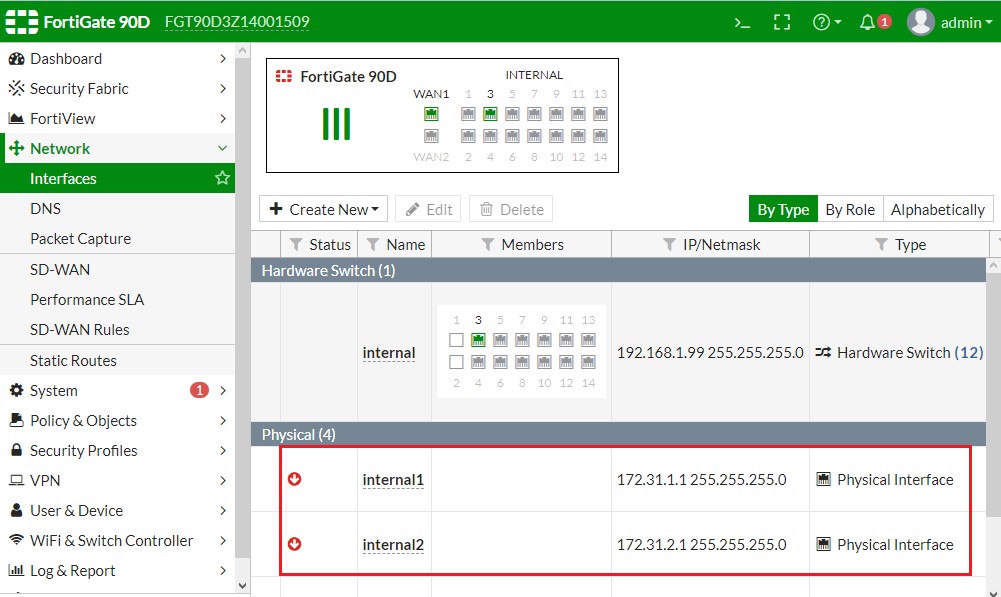 FortiGate 90D FGT90D3Z14001509 >_ 1 admin
Dashboard
Security Fabric
FortiView
Network
Interfaces
DNS
Packet Capture
SD-WAN
Performance SLA
SD-WAN Rules
Static Routes
System 1
Policy & Objects
Security Profiles
VPN
User & Device
WiFi & Switch Controller
Log & Report
FortiGate 90D INTERNAL
WAN1 1 3 5 7 9 11 13
WAN2 2 4 6 8 10 12 14
Create New Edit Delete By Type By Role Alphabetically
Status Name Members IP/Netmask Type
Hardware Switch (1)
1 3 5 7 9 11 13
internal 192.168.1.99 255.255.255.0 Hardware Switch (12)
2 4 6 8 10 12 14
Physical (4)
internal1 172.31.1.1 255.255.255.0 Physical Interface
internal2 172.31.2.1 255.255.255.0 Physical Interface